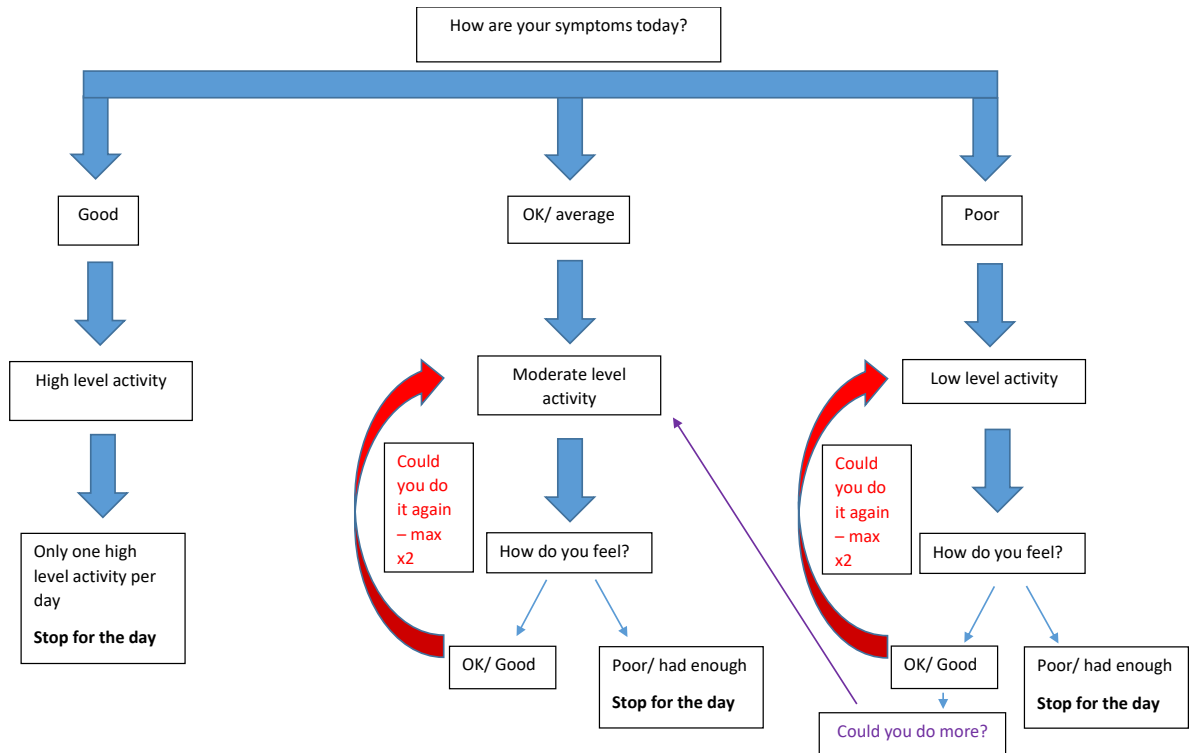 How are your symptoms today?
Good
OK/ average
Poor
High level activity
Moderate level
activity
Low level activity
Could
you do
it again
– max
x2
Could
you do
it again
– max
x2
Only one high
level activity per
day
Stop for the day
How do you feel?
How do you feel?
OK/ Good
Poor/ had enough
Stop for the day
OK/ Good
Poor/ had enough
Stop for the day
Could you do more?